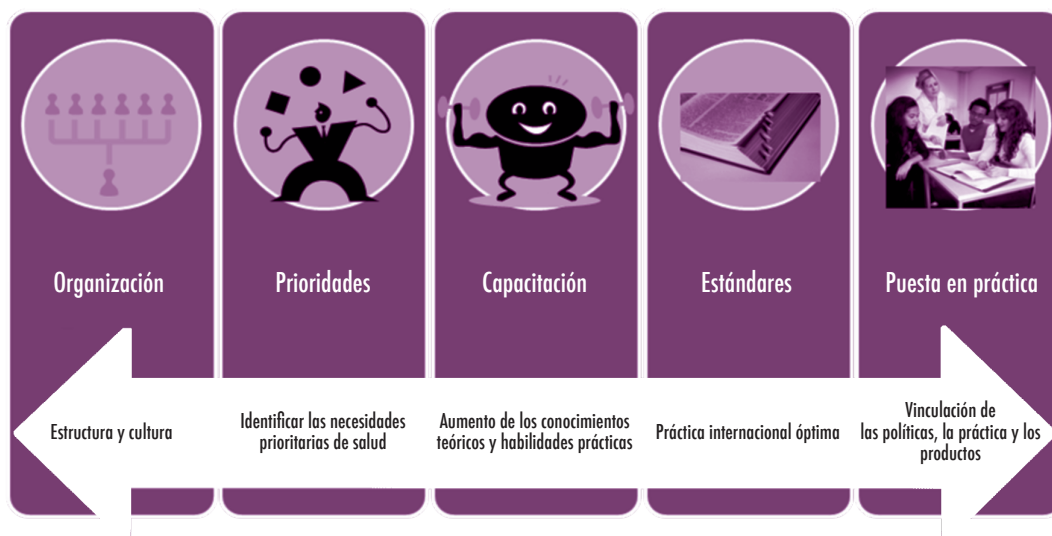 Organización
Prioridades
Capacitación
Estándares
Puesta en práctica
Estructura y cultura
Identificar las necesidades
prioritarias de salud
Aumento de los conocimientos
teóricos y habilidades prácticas
Práctica internacional óptima
Vinculación de
las políticas, la práctica y los
productos